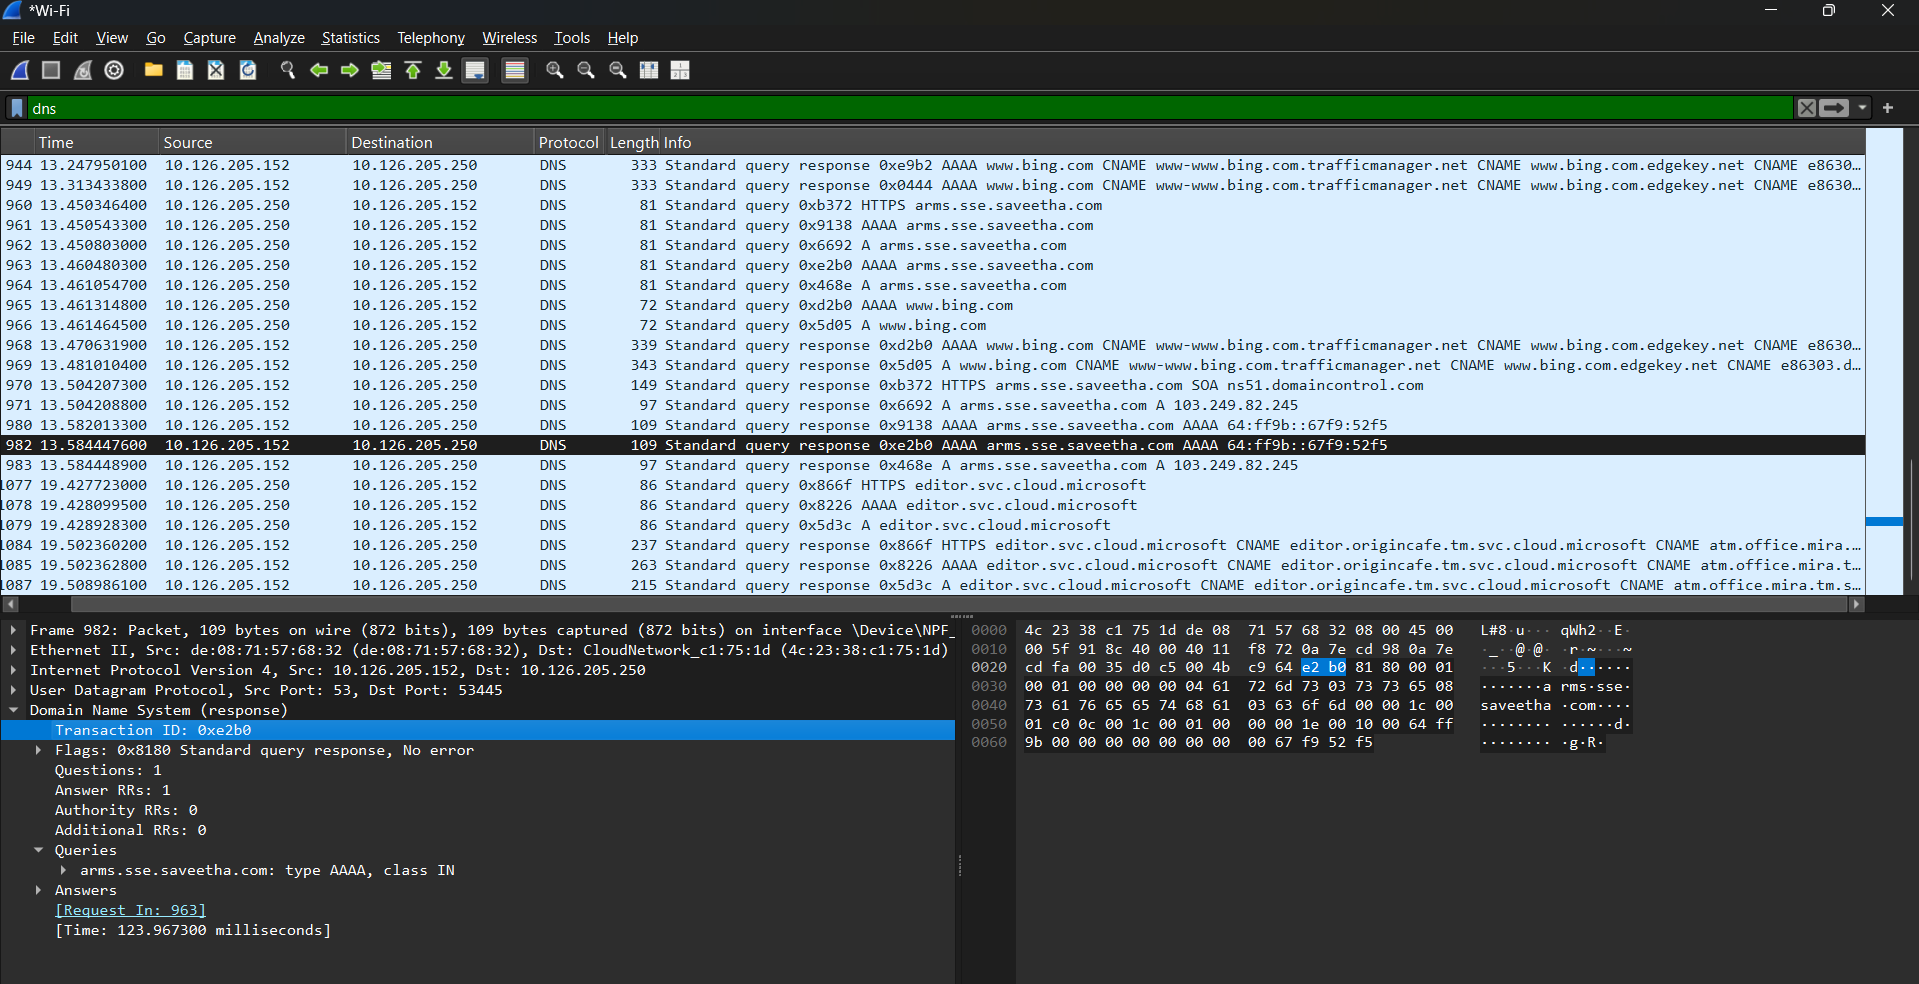 *Wi-Fi
File Edit View Go Capture Analyze Statistics Telephony Wireless Tools Help
dns
Time Source Destination Protocol Length Info
944 13.247950100 10.126.205.152 10.126.205.250 DNS 333 Standard query response 0xe9b2 AAAA www.bing.com CNAME www-www.bing.com.trafficmanager.net CNAME www.bing.com.edgekey.net CNAME e8630…
949 13.313433800 10.126.205.152 10.126.205.250 DNS 333 Standard query response 0x0444 AAAA www.bing.com CNAME www-www.bing.com.trafficmanager.net CNAME www.bing.com.edgekey.net CNAME e8630…
960 13.450346400 10.126.205.250 10.126.205.152 DNS 81 Standard query 0xb372 HTTPS arms.sse.saveetha.com
961 13.450543300 10.126.205.250 10.126.205.152 DNS 81 Standard query 0x9138 AAAA arms.sse.saveetha.com
962 13.450803000 10.126.205.250 10.126.205.152 DNS 81 Standard query 0x6692 A arms.sse.saveetha.com
963 13.460480300 10.126.205.250 10.126.205.152 DNS 81 Standard query 0xe2b0 AAAA arms.sse.saveetha.com
964 13.461054700 10.126.205.250 10.126.205.152 DNS 81 Standard query 0x468e A arms.sse.saveetha.com
965 13.461314800 10.126.205.250 10.126.205.152 DNS 72 Standard query 0xd2b0 AAAA www.bing.com
966 13.461464500 10.126.205.250 10.126.205.152 DNS 72 Standard query 0x5d05 A www.bing.com
968 13.470631900 10.126.205.152 10.126.205.250 DNS 339 Standard query response 0xd2b0 AAAA www.bing.com CNAME www-www.bing.com.trafficmanager.net CNAME www.bing.com.edgekey.net CNAME e8630…
969 13.481010400 10.126.205.152 10.126.205.250 DNS 343 Standard query response 0x5d05 A www.bing.com CNAME www-www.bing.com.trafficmanager.net CNAME www.bing.com.edgekey.net CNAME e86303.d…
970 13.504207300 10.126.205.152 10.126.205.250 DNS 149 Standard query response 0xb372 HTTPS arms.sse.saveetha.com SOA ns51.domaincontrol.com
971 13.504208800 10.126.205.152 10.126.205.250 DNS 97 Standard query response 0x6692 A arms.sse.saveetha.com A 103.249.82.245
980 13.582013300 10.126.205.152 10.126.205.250 DNS 109 Standard query response 0x9138 AAAA arms.sse.saveetha.com AAAA 64:ff9b::67f9:52f5
982 13.584447600 10.126.205.152 10.126.205.250 DNS 109 Standard query response 0xe2b0 AAAA arms.sse.saveetha.com AAAA 64:ff9b::67f9:52f5
983 13.584448900 10.126.205.152 10.126.205.250 DNS 97 Standard query response 0x468e A arms.sse.saveetha.com A 103.249.82.245
1077 19.427723000 10.126.205.250 10.126.205.152 DNS 86 Standard query 0x866f HTTPS editor.svc.cloud.microsoft
1078 19.428099500 10.126.205.250 10.126.205.152 DNS 86 Standard query 0x8226 AAAA editor.svc.cloud.microsoft
1079 19.428928300 10.126.205.250 10.126.205.152 DNS 86 Standard query 0x5d3c A editor.svc.cloud.microsoft
1084 19.502360200 10.126.205.152 10.126.205.250 DNS 237 Standard query response 0x866f HTTPS editor.svc.cloud.microsoft CNAME editor.origincafe.tm.svc.cloud.microsoft CNAME atm.office.mira.…
1085 19.502362800 10.126.205.152 10.126.205.250 DNS 263 Standard query response 0x8226 AAAA editor.svc.cloud.microsoft CNAME editor.origincafe.tm.svc.cloud.microsoft CNAME atm.office.mira.t…
1087 19.508986100 10.126.205.152 10.126.205.250 DNS 215 Standard query response 0x5d3c A editor.svc.cloud.microsoft CNAME editor.origincafe.tm.svc.cloud.microsoft CNAME atm.office.mira.tm.s…
Frame 982: Packet, 109 bytes on wire (872 bits), 109 bytes captured (872 bits) on interface \Device\NPF_
Ethernet II, Src: de:08:71:57:68:32 (de:08:71:57:68:32), Dst: CloudNetwork_c1:75:1d (4c:23:38:c1:75:1d)
Internet Protocol Version 4, Src: 10.126.205.152, Dst: 10.126.205.250
User Datagram Protocol, Src Port: 53, Dst Port: 53445
Domain Name System (response)
Transaction ID: 0xe2b0
Flags: 0x8180 Standard query response, No error
Questions: 1
Answer RRs: 1
Authority RRs: 0
Additional RRs: 0
Queries
arms.sse.saveetha.com: type AAAA, class IN
Answers
[Request In: 963]
[Time: 123.967300 milliseconds]
0000 4c 23 38 c1 75 1d de 08 71 57 68 32 08 00 45 00 L#8·u··· qWh2··E·
0010 00 5f 91 8c 40 00 40 11 f8 72 0a 7e cd 98 0a 7e ·_··@·@· ·r·~···~
0020 cd fa 00 35 d0 c5 00 4b c9 64 e2 b0 81 80 00 01 ···5···K ·d······
0030 00 01 00 00 00 00 04 61 72 6d 73 03 73 73 65 08 ·······a rms·sse·
0040 73 61 76 65 65 74 68 61 03 63 6f 6d 00 00 1c 00 saveetha ·com····
0050 01 c0 0c 00 1c 00 01 00 00 00 1e 00 10 00 64 ff ········ ······d·
0060 9b 00 00 00 00 00 00 00 00 67 f9 52 f5 ········ ·g·R·